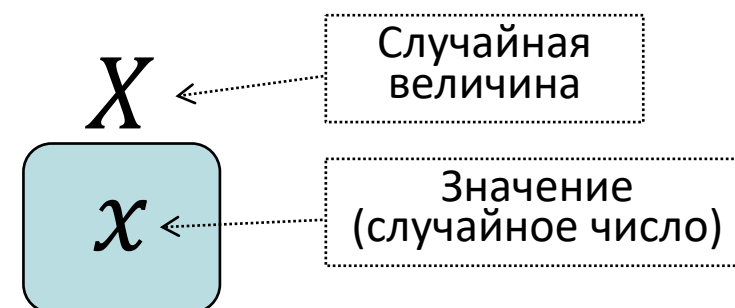 Случайная
величина
X
Значение
(случайное число)
x